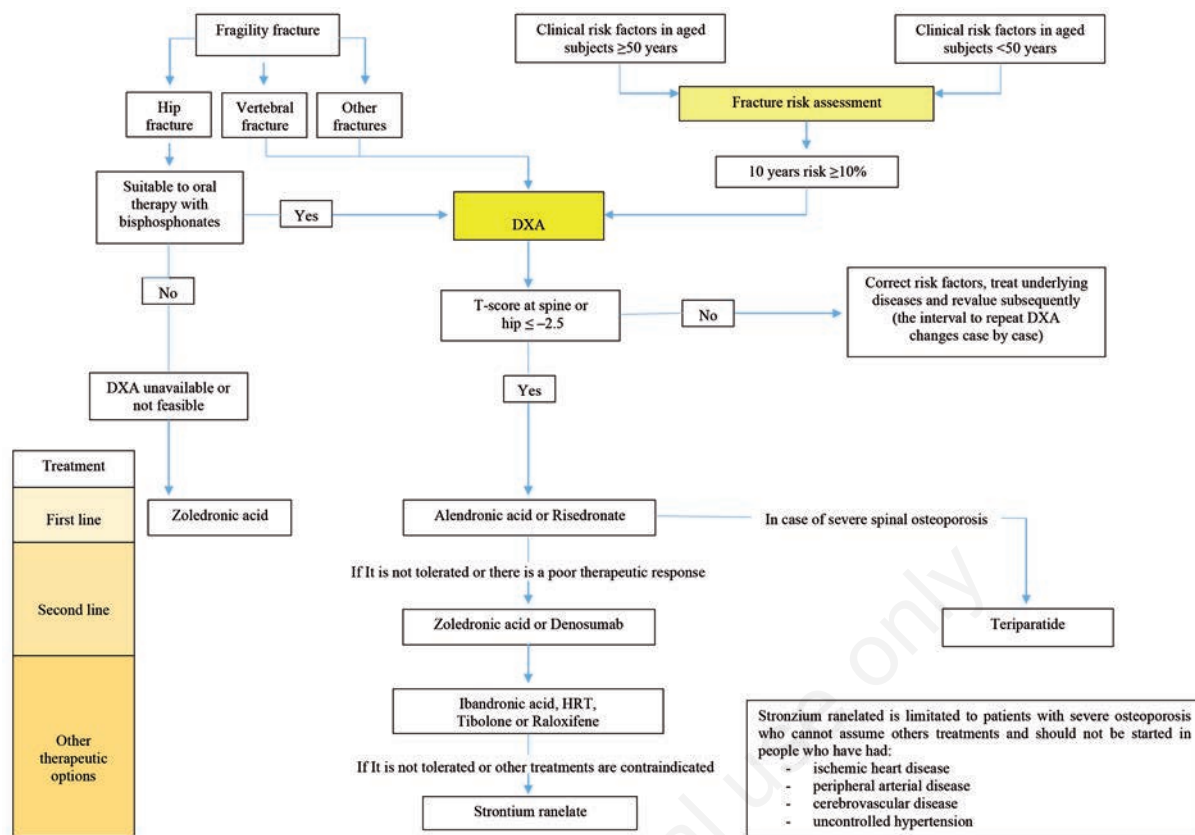 Fragility fracture
Clinical risk factors in aged
subjects ≥50 years
Clinical risk factors in aged
subjects <50 years
Fracture risk assessment
Hip
fracture
Vertebral
fracture
Other
fractures
10 years risk ≥10%
Suitable to oral
therapy with
bisphosphonates
Yes
DXA
No
T-score at spine or
hip ≤ –2.5
No
Correct risk factors, treat underlying
diseases and revalue subsequently
(the interval to repeat DXA
changes case by case)
DXA unavailable or
not feasible
Yes
Treatment
First line
Zoledronic acid
Alendronic acid or Risedronate
In case of severe spinal osteoporosis
If It is not tolerated or there is a poor therapeutic response
Second line
Zoledronic acid or Denosumab
Teriparatide
Other
therapeutic
options
Ibandronic acid, HRT,
Tibolone or Raloxifene
If It is not tolerated or other treatments are contraindicated
Strontium ranelate
Stronzium ranelated is limitated to patients with severe osteoporosis
who cannot assume others treatments and should not be started in
people who have had:
- ischemic heart disease
- peripheral arterial disease
- cerebrovascular disease
- uncontrolled hypertension
use only